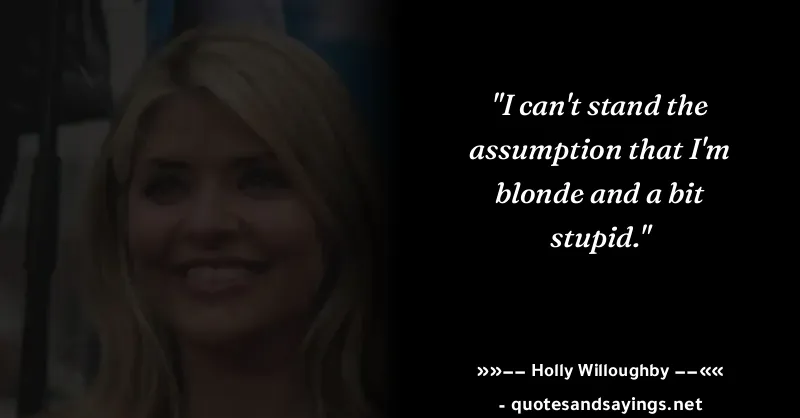 "I can't stand the
assumption that I'm
blonde and a bit
stupid."
»»−− Holly Willoughby −−««
- quotesandsayings.net